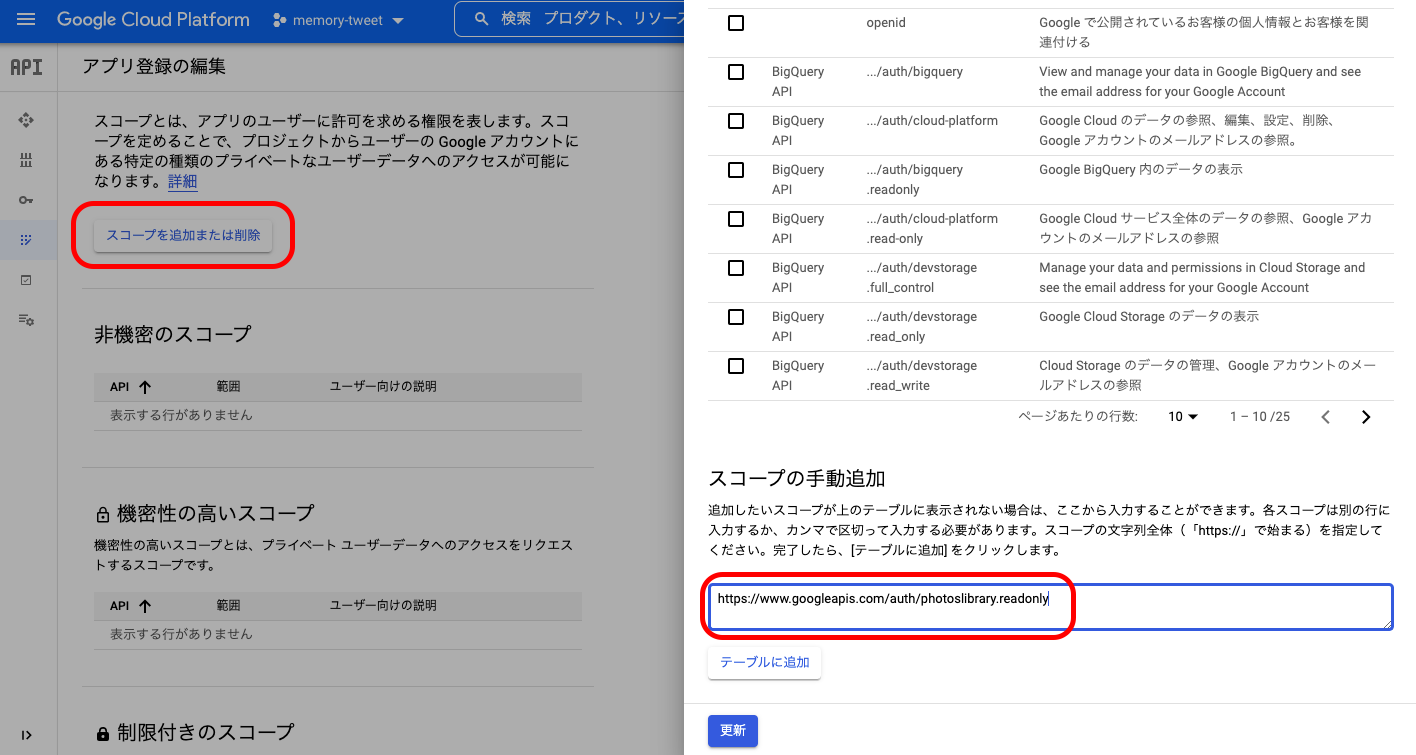 Google Cloud Platform
memory-tweet
検索 プロダクト、リソース
API
アプリ登録の編集
スコープとは、アプリのユーザーに許可を求める権限を表します。スコ
ープを定めることで、プロジェクトからユーザーの Google アカウントに
ある特定の種類のプライベートなユーザーデータへのアクセスが可能に
なります。詳細
スコープを追加または削除
非機密のスコープ
API 範囲 ユーザー向けの説明
表示する行がありません
機密性の高いスコープ
機密性の高いスコープとは、プライベート ユーザーデータへのアクセスをリクエス
トするスコープです。
API 範囲 ユーザー向けの説明
表示する行がありません
制限付きのスコープ
openid Google で公開されているお客様の個人情報とお客様を関
連付ける
BigQuery .../auth/bigquery View and manage your data in Google BigQuery and see
API the email address for your Google Account
BigQuery .../auth/cloud-platform Google Cloud のデータの参照、編集、設定、削除、
API Google アカウントのメールアドレスの参照。
BigQuery .../auth/bigquery Google BigQuery 内のデータの表示
API .readonly
BigQuery .../auth/cloud-platform Google Cloud サービス全体のデータの参照、Google アカ
API .read-only ウントのメールアドレスの参照
BigQuery .../auth/devstorage Manage your data and permissions in Cloud Storage and
API .full_control see the email address for your Google Account
BigQuery .../auth/devstorage Google Cloud Storage のデータの表示
API .read_only
BigQuery .../auth/devstorage Cloud Storage のデータの管理、Google アカウントのメー
API .read_write ルアドレスの参照
ページあたりの行数: 10 1 – 10 /25
スコープの手動追加
追加したいスコープが上のテーブルに表示されない場合は、ここから入力することができます。各スコープは別の行に
入力するか、カンマで区切って入力する必要があります。スコープの文字列全体（「https://」で始まる）を指定して
ください。完了したら、[テーブルに追加] をクリックします。
https://www.googleapis.com/auth/photoslibrary.readonly
テーブルに追加
更新